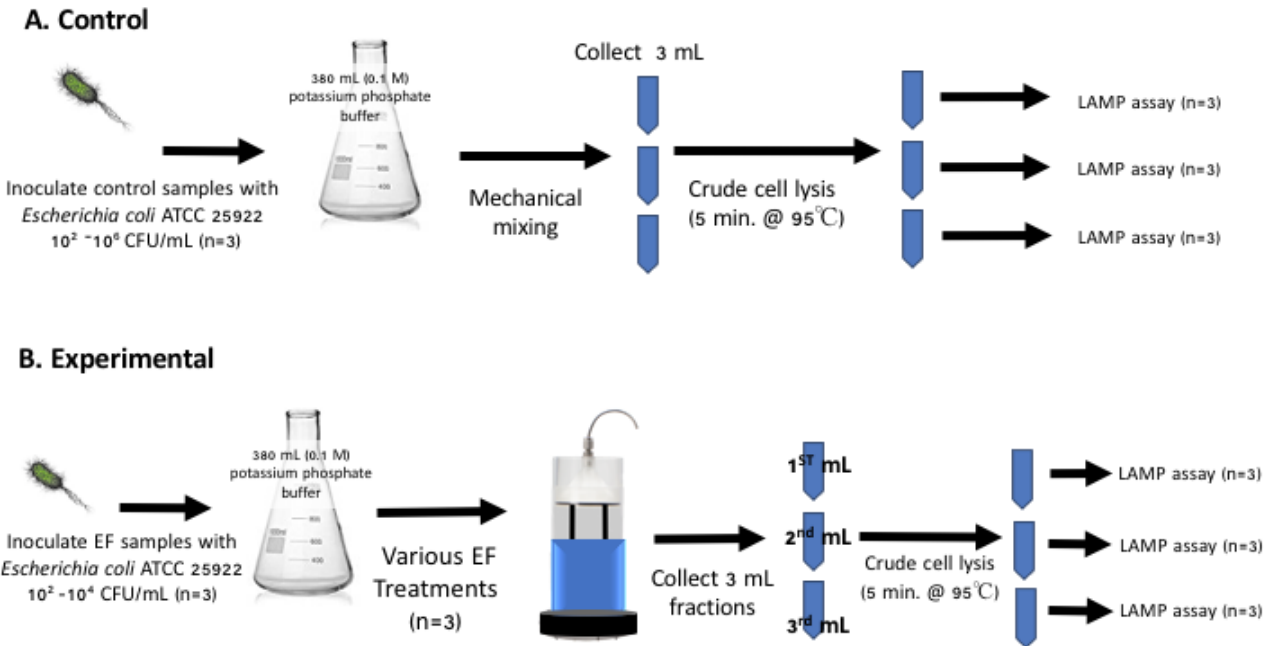 A. Control
Collect 3 mL
380 mL (0.1 M)
potassium phosphate
buffer
LAMP assay (n=3)
Inoculate control samples with
Escherichia coli ATCC 25922
10² ⁻10⁶ CFU/mL (n=3)
Mechanical
mixing
Crude cell lysis
(5 min. @ 95℃)
LAMP assay (n=3)
LAMP assay (n=3)
B. Experimental
380 mL (0.1 M)
potassium phosphate
buffer
Inoculate EF samples with
Escherichia coli ATCC 25922
10² -10⁴ CFU/mL (n=3)
Various EF
Treatments
(n=3)
Collect 3 mL
fractions
1ST mL
2nd mL
3rd mL
Crude cell lysis
(5 min. @ 95℃)
LAMP assay (n=3)
LAMP assay (n=3)
LAMP assay (n=3)